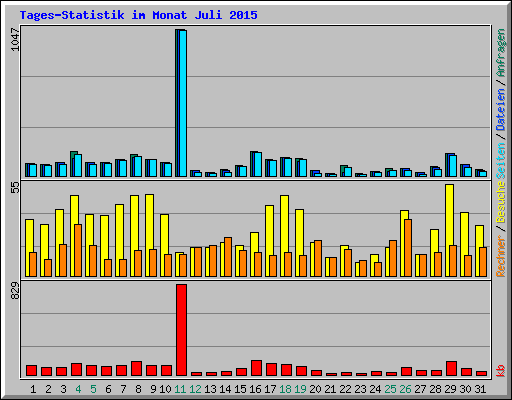 Tages-Statistik im Monat Juli 2015
1047
55
829
Seiten / Dateien / Anfragen
Rechner / Besuche
kb
1 2 3 4 5 6 7 8 9 10 11 12 13 14 15 16 17 18 19 20 21 22 23 24 25 26 27 28 29 30 31